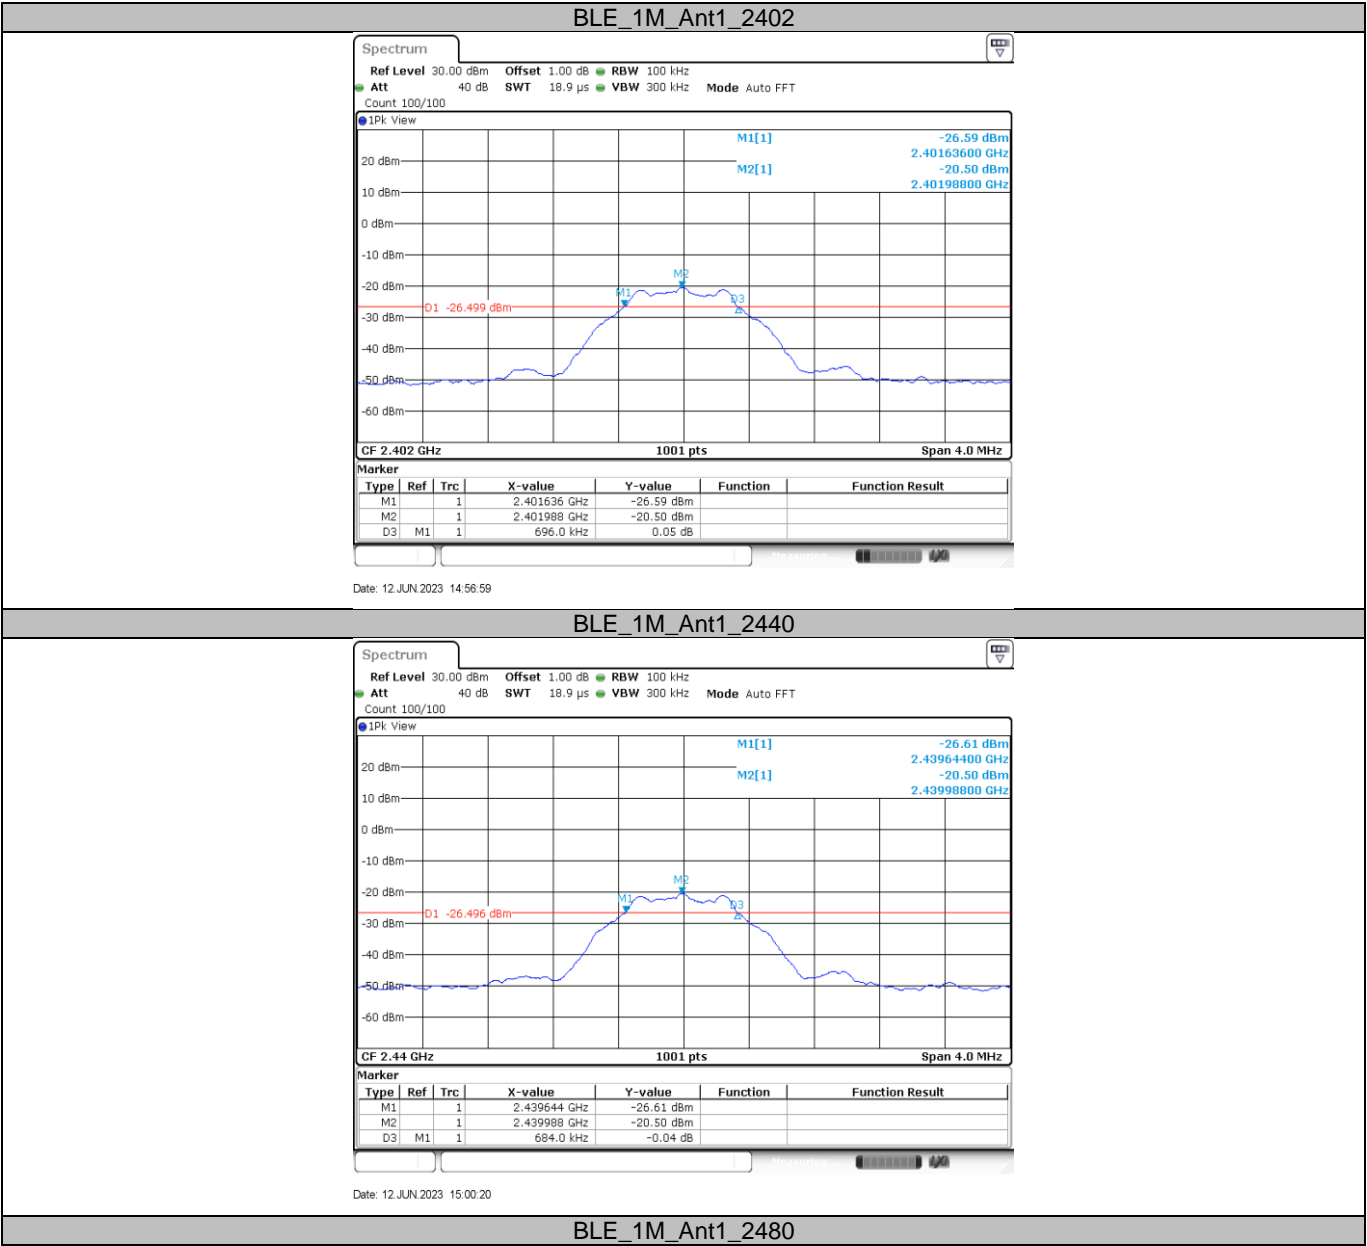 BLE_1M_Ant1_2402
Spectrum
Ref Level 30.00 dBm Offset 1.00 dB RBW 100 kHz
Att 40 dB SWT 18.9 µs VBW 300 kHz Mode Auto FFT
Count 100/100
1Pk View
M1[1] -26.59 dBm
2.40163600 GHz
20 dBm
M2[1] -20.50 dBm
2.40198800 GHz
10 dBm
0 dBm
-10 dBm
M2
-20 dBm
M1 D3
D1 -26.499 dBm
-30 dBm
-40 dBm
-50 dBm
-60 dBm
CF 2.402 GHz 1001 pts Span 4.0 MHz
Marker
Type Ref Trc X-value Y-value Function Function Result
M1 1 2.401636 GHz -26.59 dBm
M2 1 2.401988 GHz -20.50 dBm
D3 M1 1 696.0 kHz 0.05 dB
Measuring...
Date: 12.JUN.2023 14:56:59
BLE_1M_Ant1_2440
Spectrum
Ref Level 30.00 dBm Offset 1.00 dB RBW 100 kHz
Att 40 dB SWT 18.9 µs VBW 300 kHz Mode Auto FFT
Count 100/100
1Pk View
M1[1] -26.61 dBm
2.43964400 GHz
20 dBm
M2[1] -20.50 dBm
2.43998800 GHz
10 dBm
0 dBm
-10 dBm
M2
-20 dBm
M1 D3
D1 -26.496 dBm
-30 dBm
-40 dBm
-50 dBm
-60 dBm
CF 2.44 GHz 1001 pts Span 4.0 MHz
Marker
Type Ref Trc X-value Y-value Function Function Result
M1 1 2.439644 GHz -26.61 dBm
M2 1 2.439988 GHz -20.50 dBm
D3 M1 1 684.0 kHz -0.04 dB
Measuring...
Date: 12.JUN.2023 15:00:20
BLE_1M_Ant1_2480